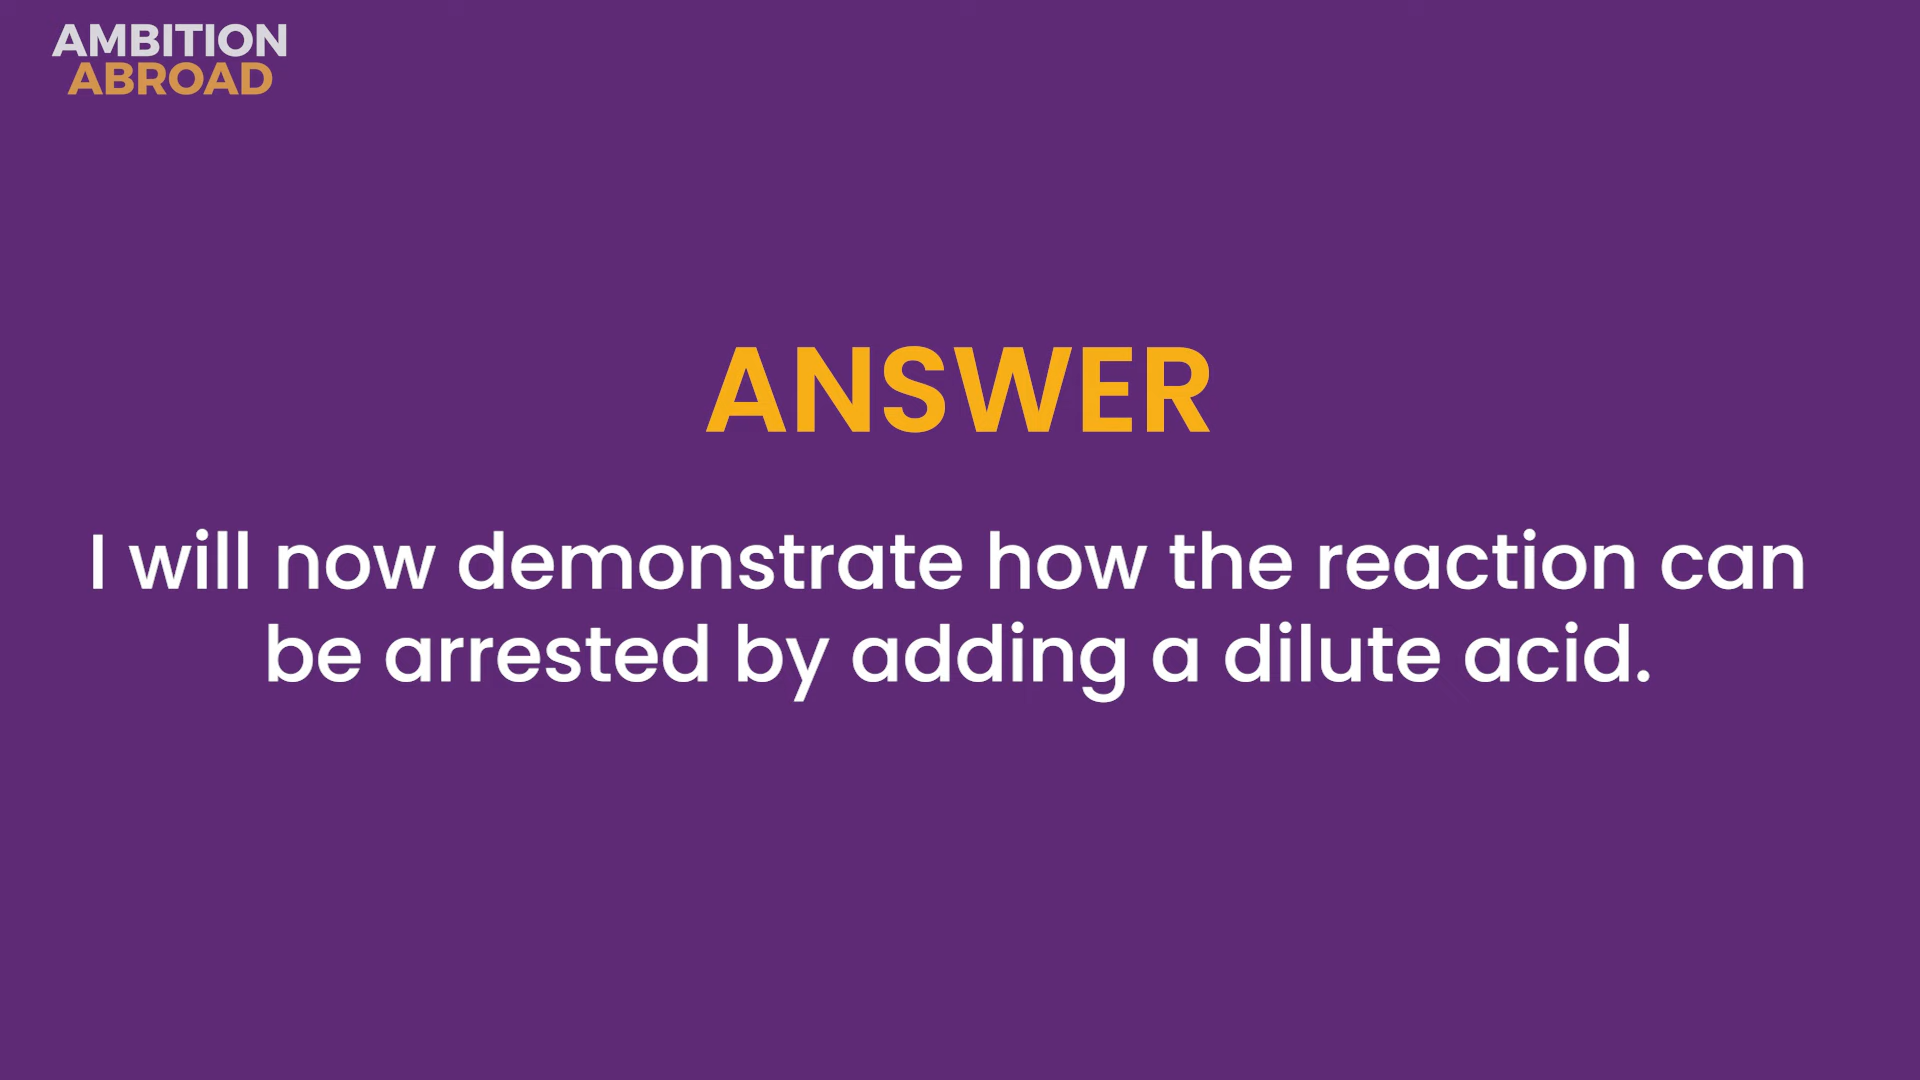 AMBITION
ABROAD
ANSWER
I will now demonstrate how the reaction can
be arrested by adding a dilute acid.